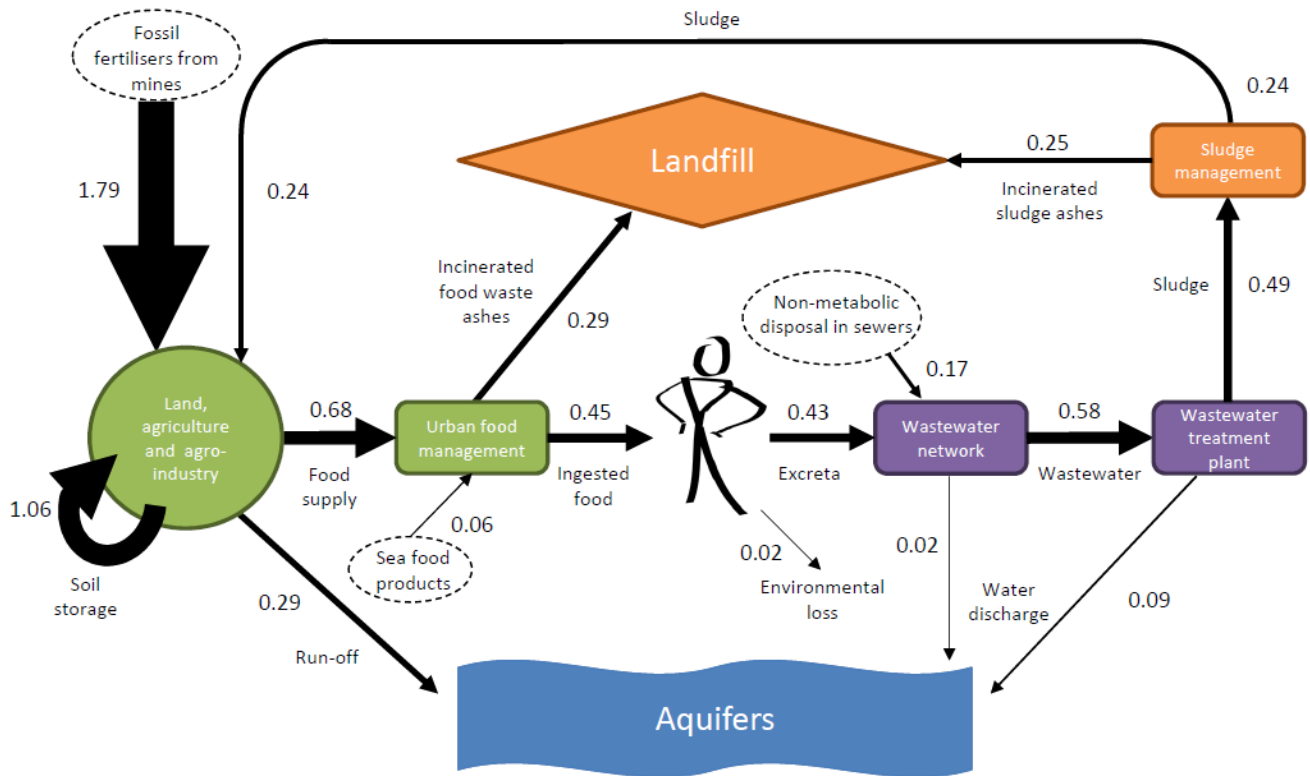 Sludge
Fossil
fertilisers from
mines
0.24
Landfill
0.25
Sludge
management
Incinerated
sludge ashes
1.79
0.24
Incinerated
food waste
ashes
0.29
Non-metabolic
disposal in sewers
Sludge
0.49
0.17
Land,
agriculture
and agro-
industry
0.68
Food
supply
Urban food
management
0.45
Ingested
food
0.43
Excreta
Wastewater
network
0.58
Wastewater
Wastewater
treatment
plant
1.06
Soil
storage
0.06
Sea food
products
0.02
Environmental
loss
0.02
Water
discharge
0.09
0.29
Run-off
Aquifers